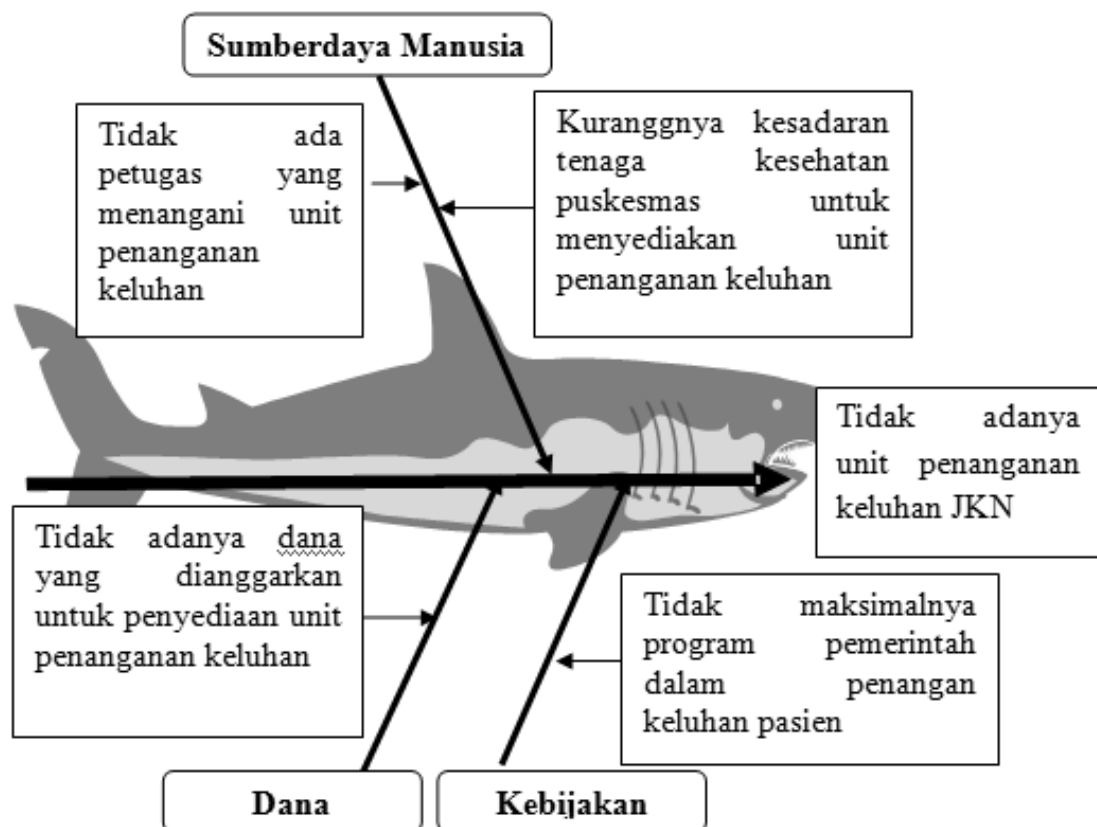 Sumberdaya Manusia
Tidak ada
petugas yang
menangani unit
penanganan
keluhan
Kuranggnya kesadaran
tenaga kesehatan
puskesmas untuk
menyediakan unit
penanganan keluhan
Tidak adanya
unit penanganan
keluhan JKN
Tidak adanya dana
yang dianggarkan
untuk penyediaan unit
penanganan keluhan
Tidak maksimalnya
program pemerintah
dalam penangan
keluhan pasien
Dana
Kebijakan